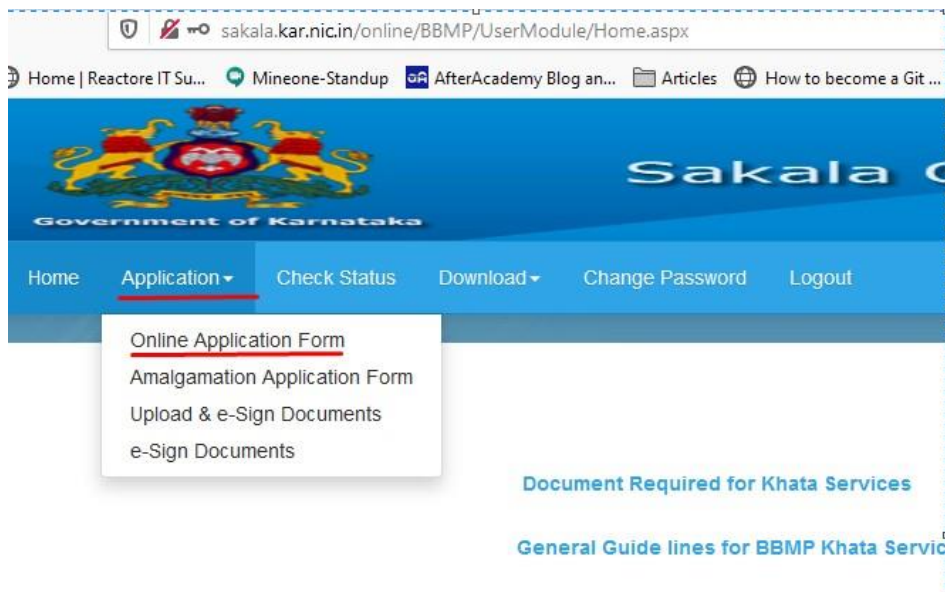 sakala.kar.nic.in/online/BBMP/UserModule/Home.aspx
Home | Reactore IT Su... Mineone-Standup AfterAcademy Blog an... Articles How to become a Git ...
Sakala
Government of Karnataka
Home Application Check Status Download Change Password Logout
Online Application Form
Amalgamation Application Form
Upload & e-Sign Documents
e-Sign Documents
Document Required for Khata Services
General Guide lines for BBMP Khata Servic